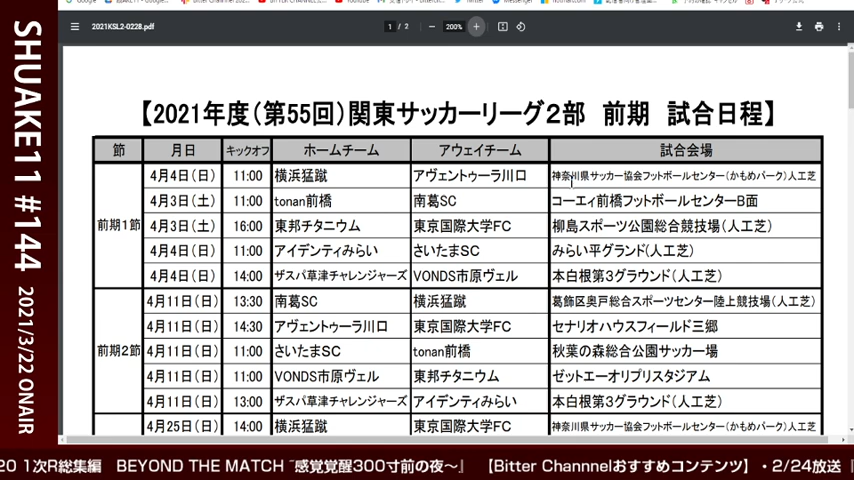 SHUAKE11 #144 2021/3/22 ONAIR
2021KSL2-0228.pdf
1 / 2
200%
【2021年度(第55回)関東サッカーリーグ2部 前期 試合日程】
節 月日 キックオフ ホームチーム アウェイチーム 試合会場
前期1節
4月4日(日) 11:00 横浜猛蹴 アヴェントゥーラ川口 神奈川県サッカー協会フットボールセンター(かもめパーク)人工芝
4月3日(土) 11:00 tonan前橋 南葛SC コーエィ前橋フットボールセンターB面
4月3日(土) 16:00 東邦チタニウム 東京国際大学FC 柳島スポーツ公園総合競技場(人工芝)
4月4日(日) 11:00 アイデンティみらい さいたまSC みらい平グランド(人工芝)
4月4日(日) 14:00 ザスパ草津チャレンジャーズ VONDS市原ヴェル 本白根第3グラウンド(人工芝)
前期2節
4月11日(日) 13:30 南葛SC 横浜猛蹴 葛飾区奥戸総合スポーツセンター陸上競技場(人工芝)
4月11日(日) 14:30 アヴェントゥーラ川口 東京国際大学FC セナリオハウスフィールド三郷
4月11日(日) 11:00 さいたまSC tonan前橋 秋葉の森総合公園サッカー場
4月11日(日) 11:00 VONDS市原ヴェル 東邦チタニウム ゼットエーオリプリスタジアム
4月11日(日) 13:00 ザスパ草津チャレンジャーズ アイデンティみらい 本白根第3グラウンド(人工芝)
4月25日(日) 14:00 横浜猛蹴 東京国際大学FC 神奈川県サッカー協会フットボールセンター(かもめパーク)人工芝
20 1次R総集編 BEYOND THE MATCH ~感覚覚醒300寸前の夜~』 【Bitter Channnelおすすめコンテンツ】・2/24放送